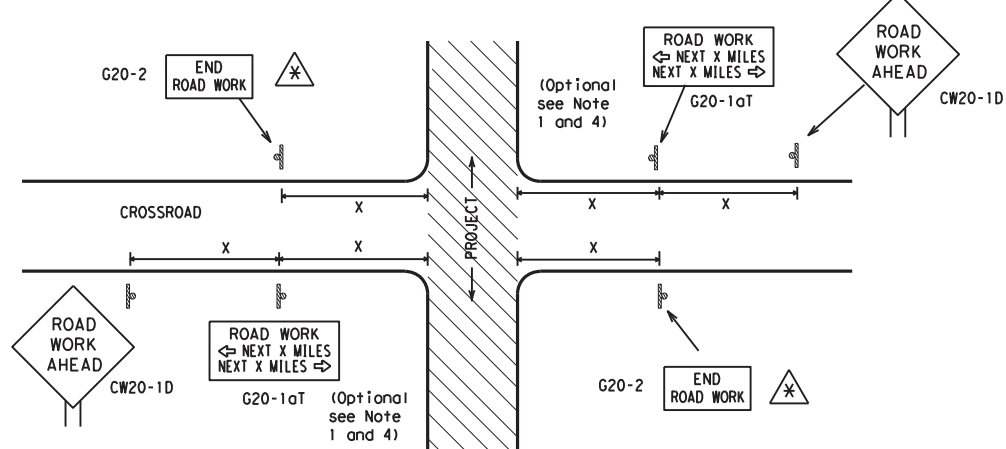 G20-2
END
ROAD WORK
*
(Optional
see Note
1 and 4)
ROAD WORK
⇦ NEXT X MILES
NEXT X MILES ⇨
G20-1aT
ROAD
WORK
AHEAD
CW20-1D
X
X
X
CROSSROAD
PROJECT
X
X
X
ROAD
WORK
AHEAD
CW20-1D
ROAD WORK
⇦ NEXT X MILES
NEXT X MILES ⇨
G20-1aT
(Optional
see Note
1 and 4)
G20-2
END
ROAD WORK
*